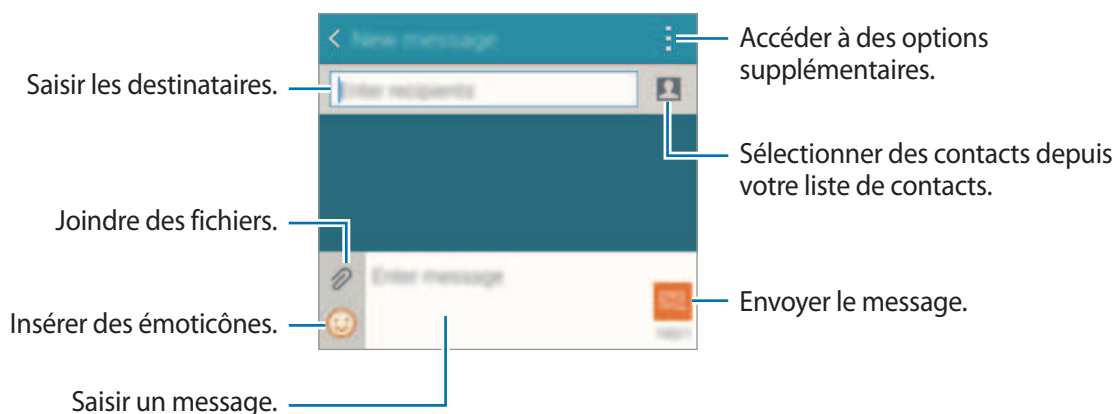 New message
Accéder à des options
supplémentaires.
Saisir les destinataires.
Enter recipients
Sélectionner des contacts depuis
votre liste de contacts.
Joindre des fichiers.
Enter message
Envoyer le message.
Insérer des émoticônes.
Saisir un message.